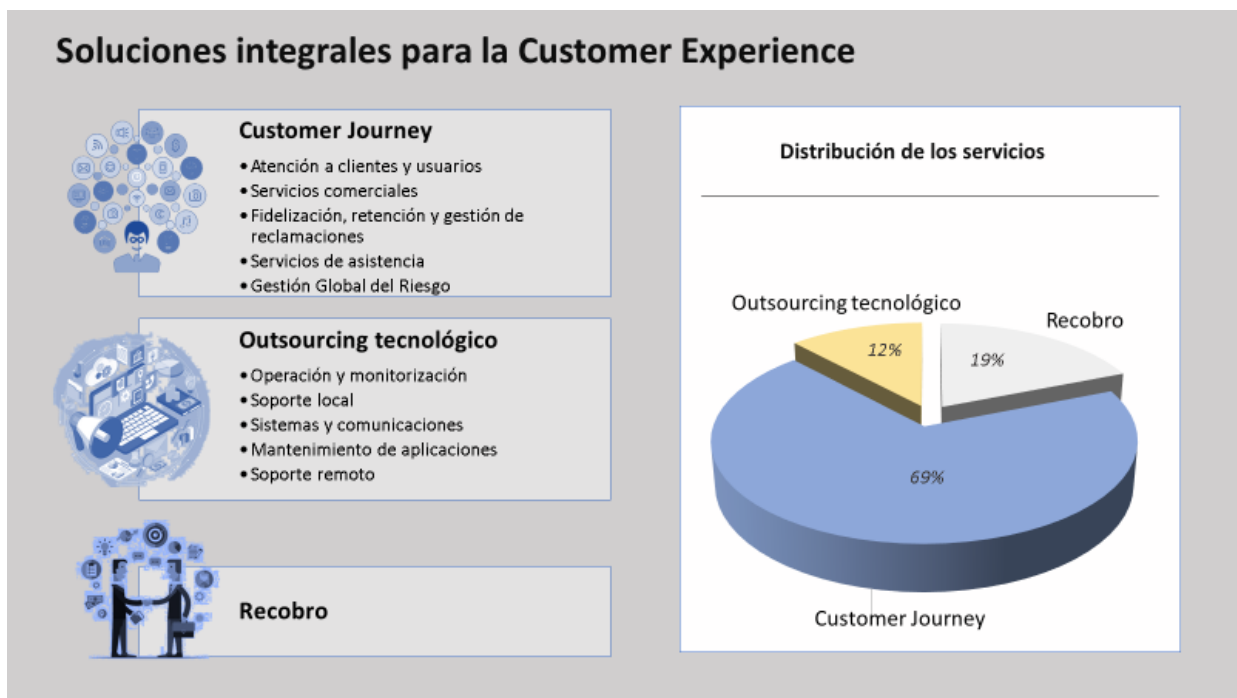 Soluciones integrales para la Customer Experience
Customer Journey
• Atención a clientes y usuarios
• Servicios comerciales
• Fidelización, retención y gestión de
reclamaciones
• Servicios de asistencia
• Gestión Global del Riesgo
Outsourcing tecnológico
• Operación y monitorización
• Soporte local
• Sistemas y comunicaciones
• Mantenimiento de aplicaciones
• Soporte remoto
Recobro
Distribución de los servicios
Outsourcing tecnológico
Recobro
12%
19%
69%
Customer Journey